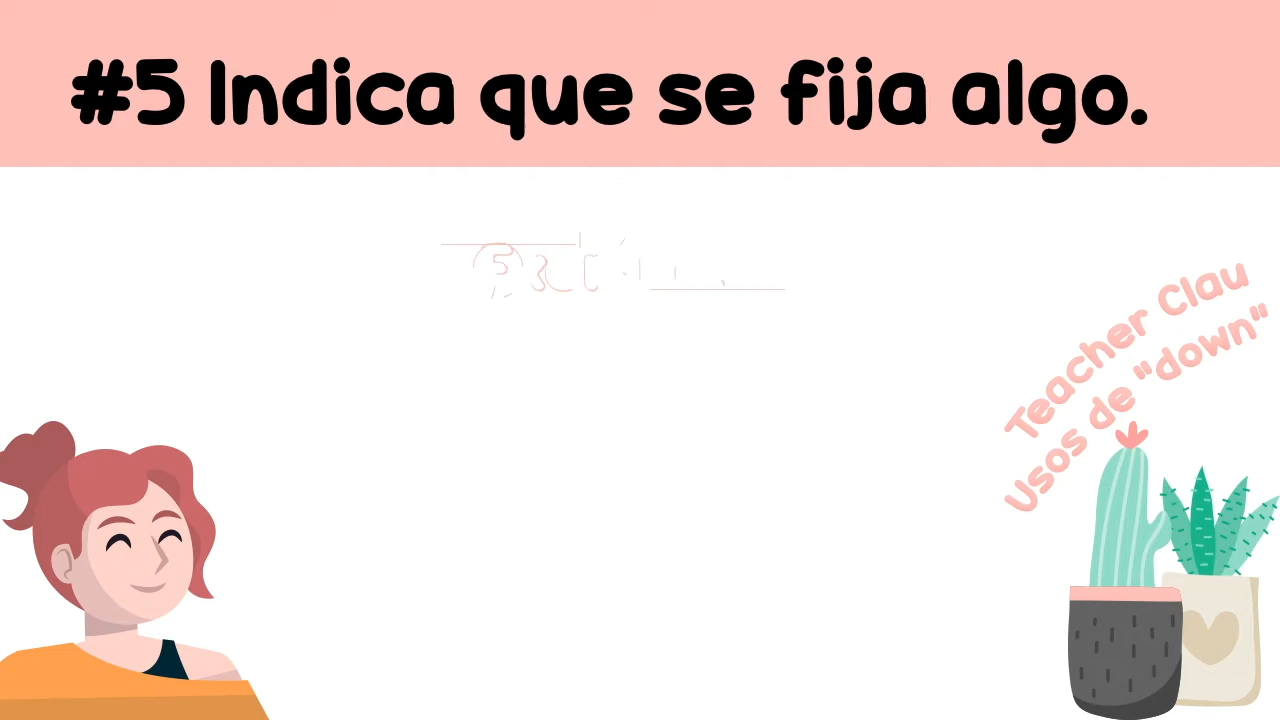 #5 Indica que se fija algo.
Teacher Clau
Usos de "down"